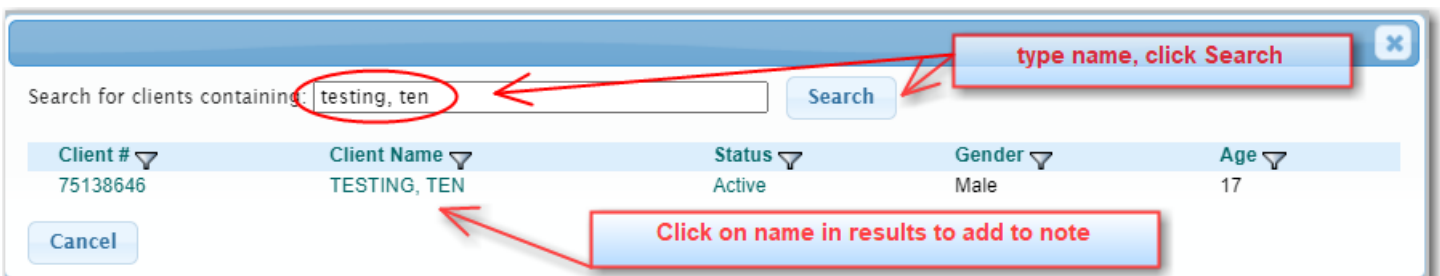 type name, click Search
Search for clients containing: testing, ten Search
Client # Client Name Status Gender Age
75138646 TESTING, TEN Active Male 17
Click on name in results to add to note
Cancel